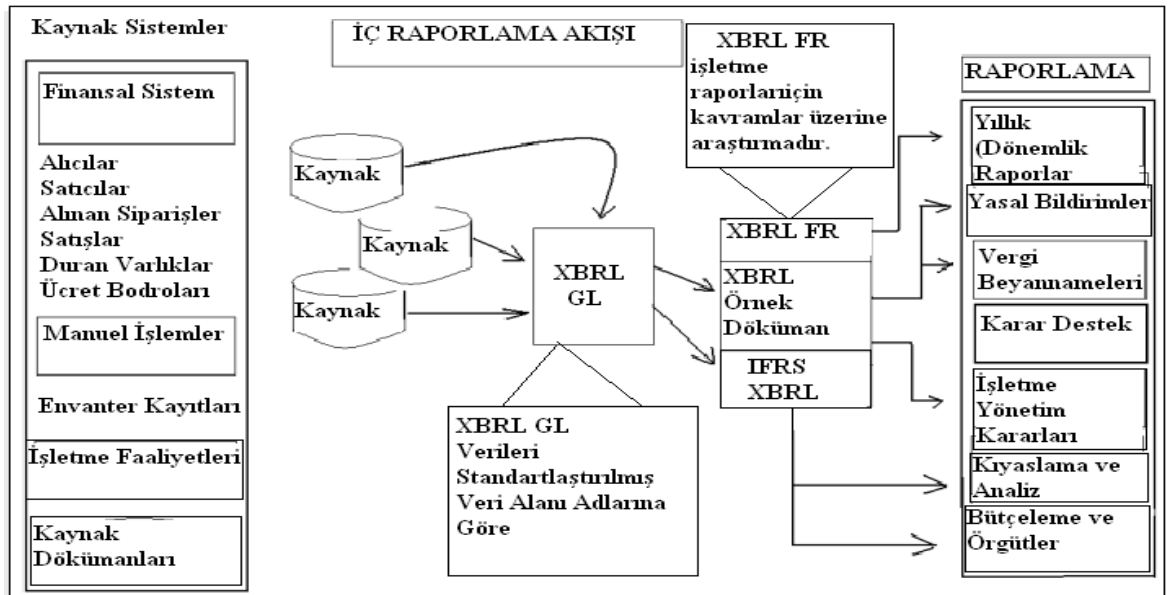 Kaynak Sistemler
Finansal Sistem
Alıcılar
Satıcılar
Alınan Siparişler
Satışlar
Duran Varlıklar
Ücret Bodroları
Manuel İşlemler
Envanter Kayıtları
İşletme Faaliyetleri
Kaynak
Dökümanları
İÇ RAPORLAMA AKIŞI
Kaynak
Kaynak
Kaynak
XBRL
GL
XBRL GL
Verileri
Standartlaştırılmış
Veri Alanı Adlarına
Göre
XBRL FR
işletme
raporlarıiçin
kavramlar üzerine
araştırmadır.
XBRL FR
XBRL
Örnek
Döküman
IFRS
XBRL
RAPORLAMA
Yıllık
(Dönemlik
Raporlar
Yasal Bildirimler
Vergi
Beyannameleri
Karar Destek
İşletme
Yönetim
Kararları
Kıyaslama ve
Analiz
Bütçeleme ve
Örgütler